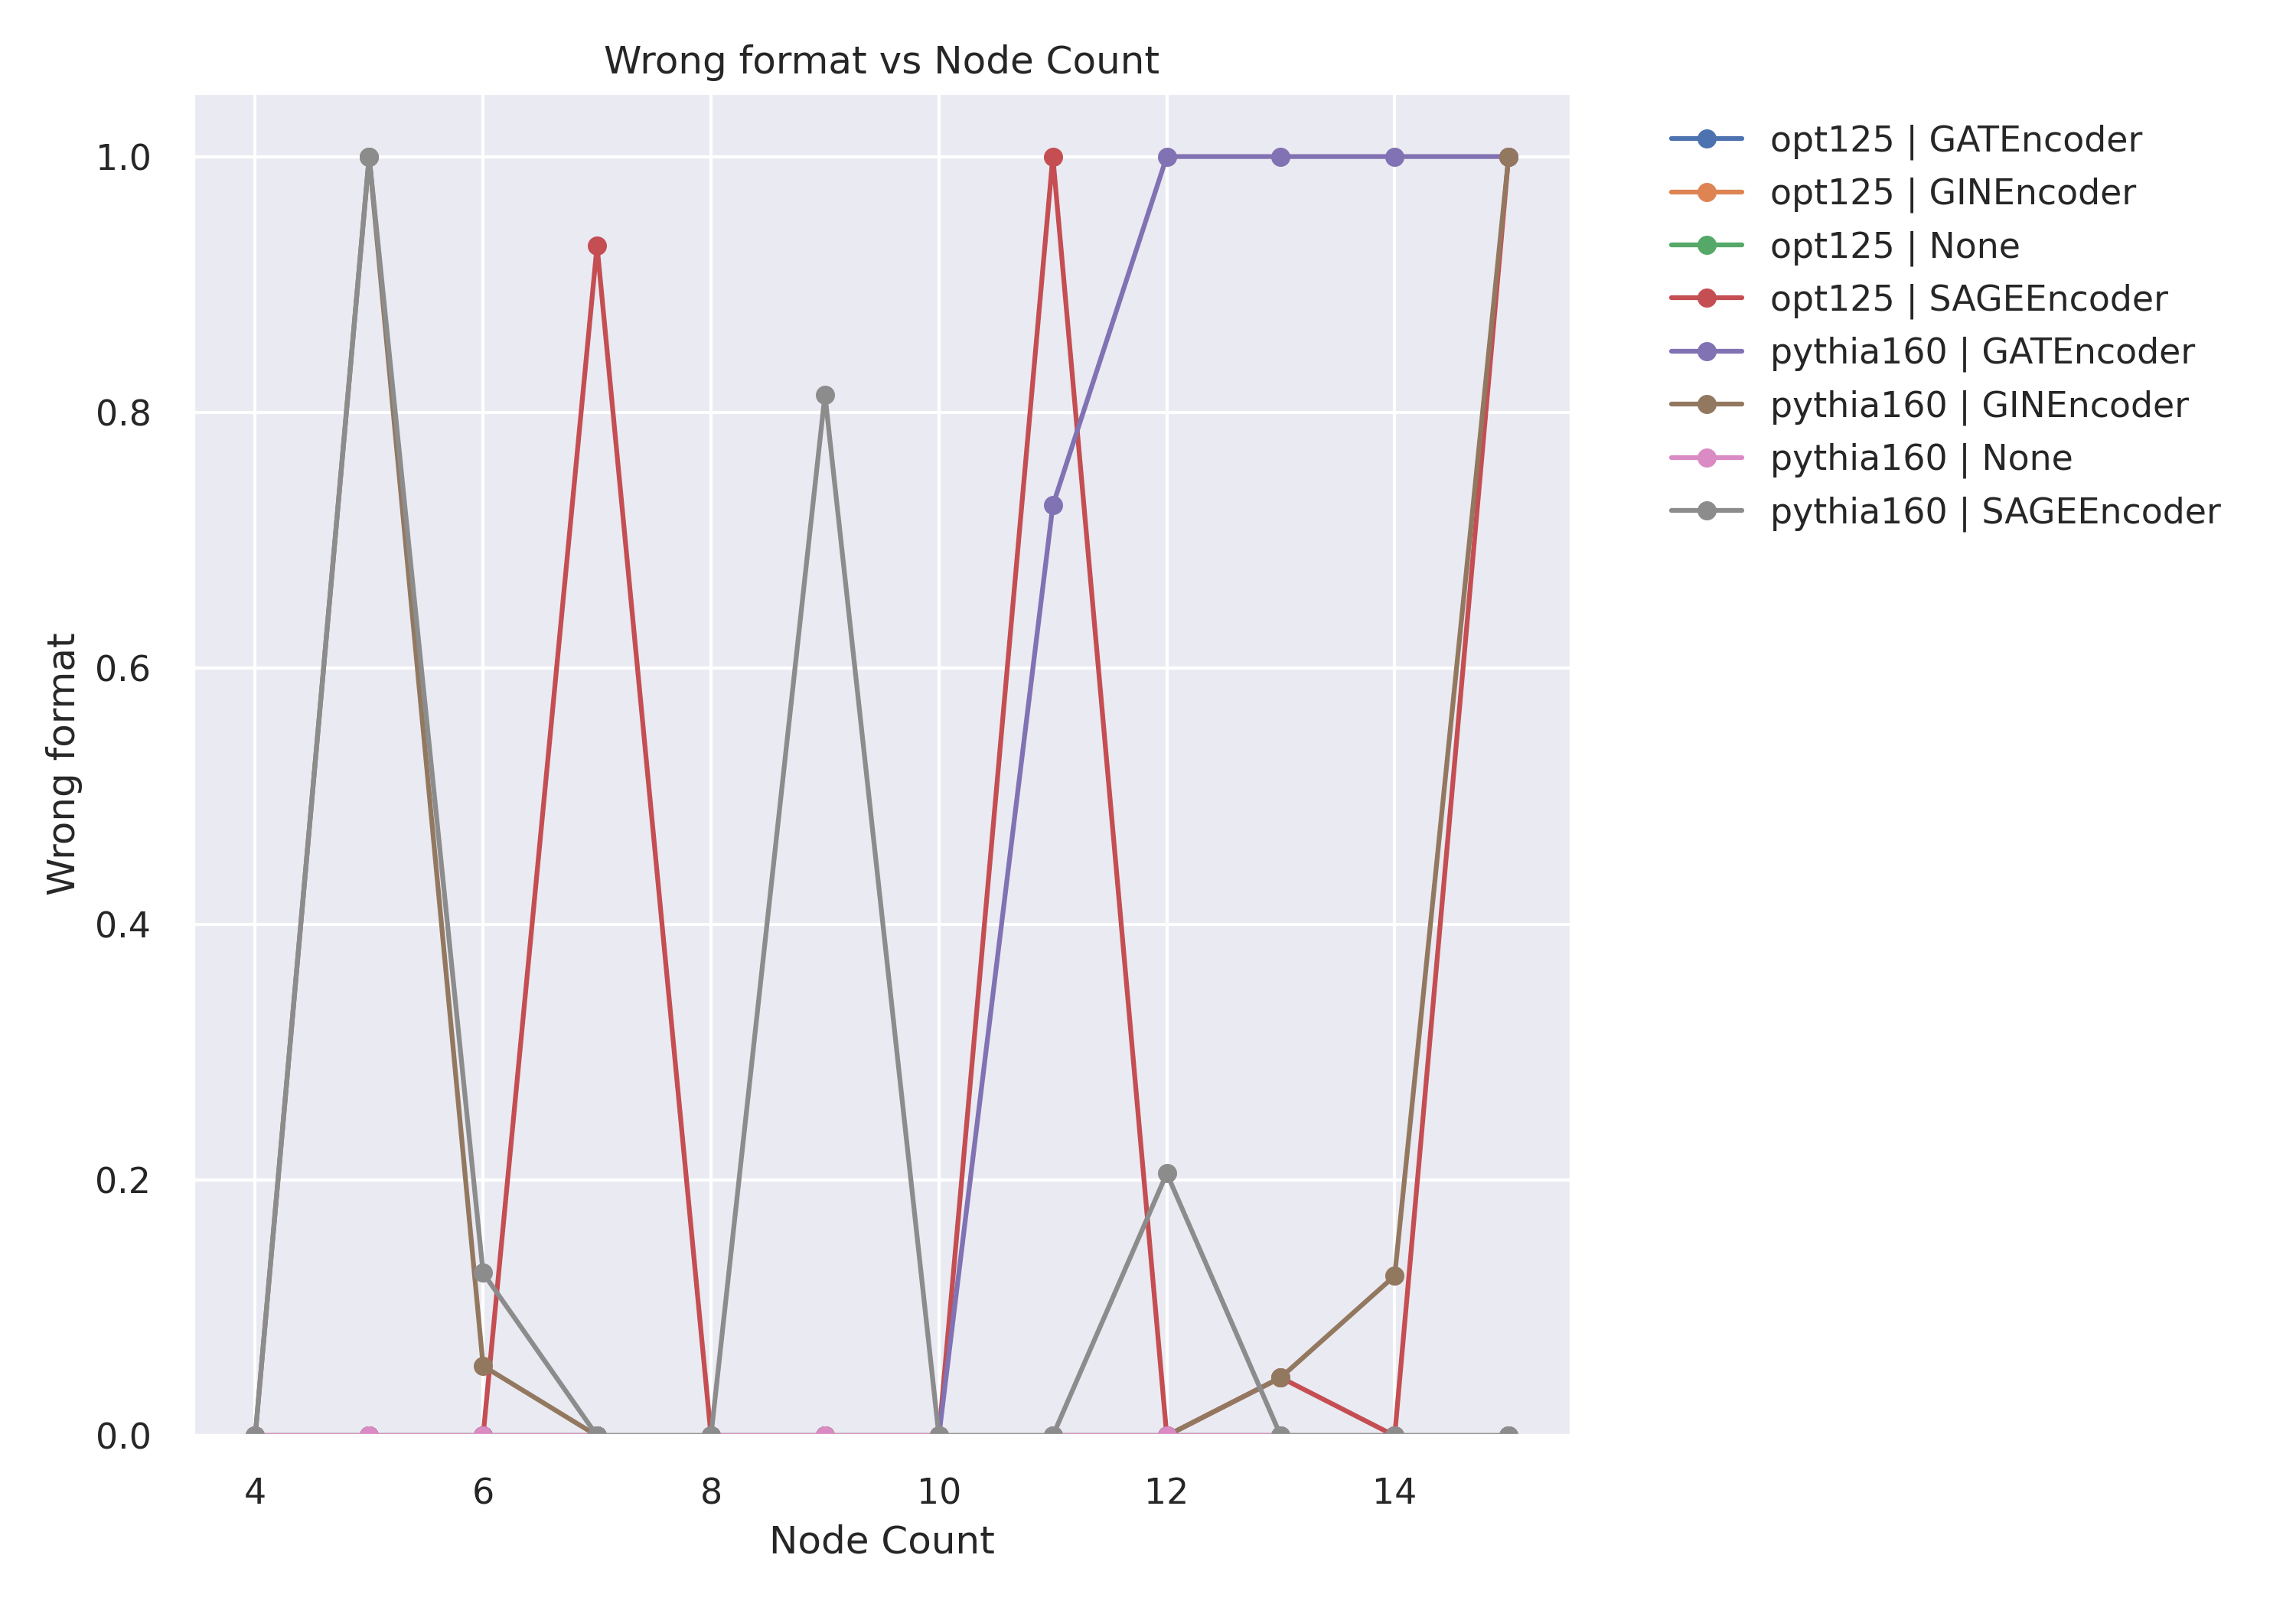 Wrong format vs Node Count
1.0
0.8
0.6
0.4
0.2
0.0
Wrong format
4 6 8 10 12 14
Node Count
opt125 | GATEncoder
opt125 | GINEncoder
opt125 | None
opt125 | SAGEEncoder
pythia160 | GATEncoder
pythia160 | GINEncoder
pythia160 | None
pythia160 | SAGEEncoder